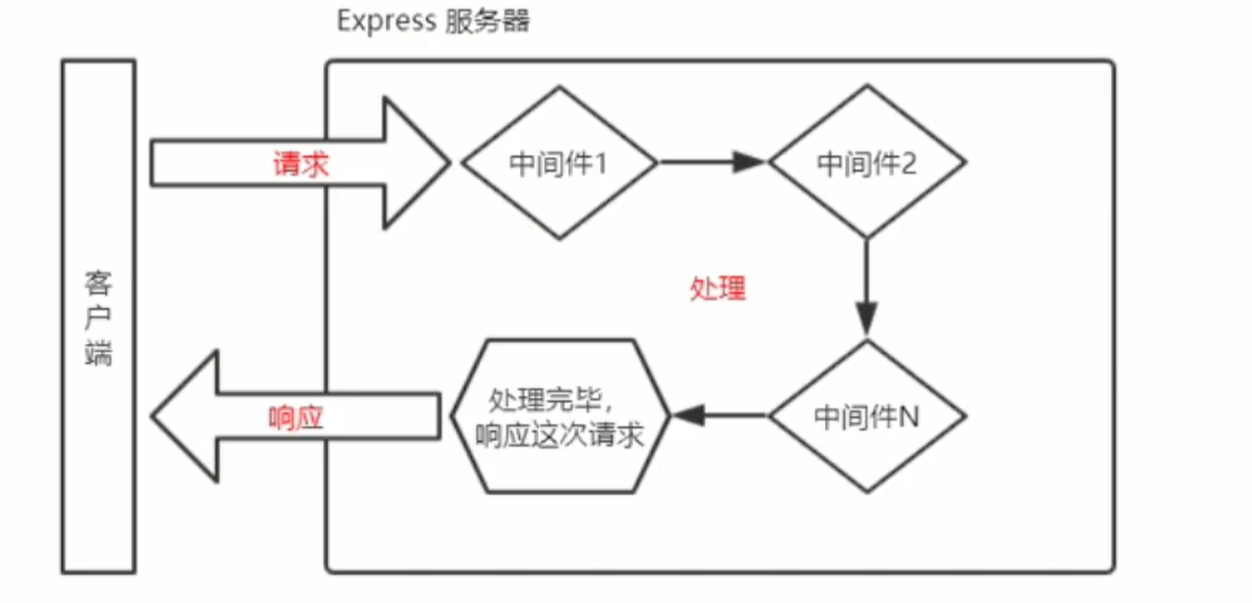 Express 服务器
请求
中间件1
中间件2
客户端
处理
响应
处理完毕，
响应这次请求
中间件N